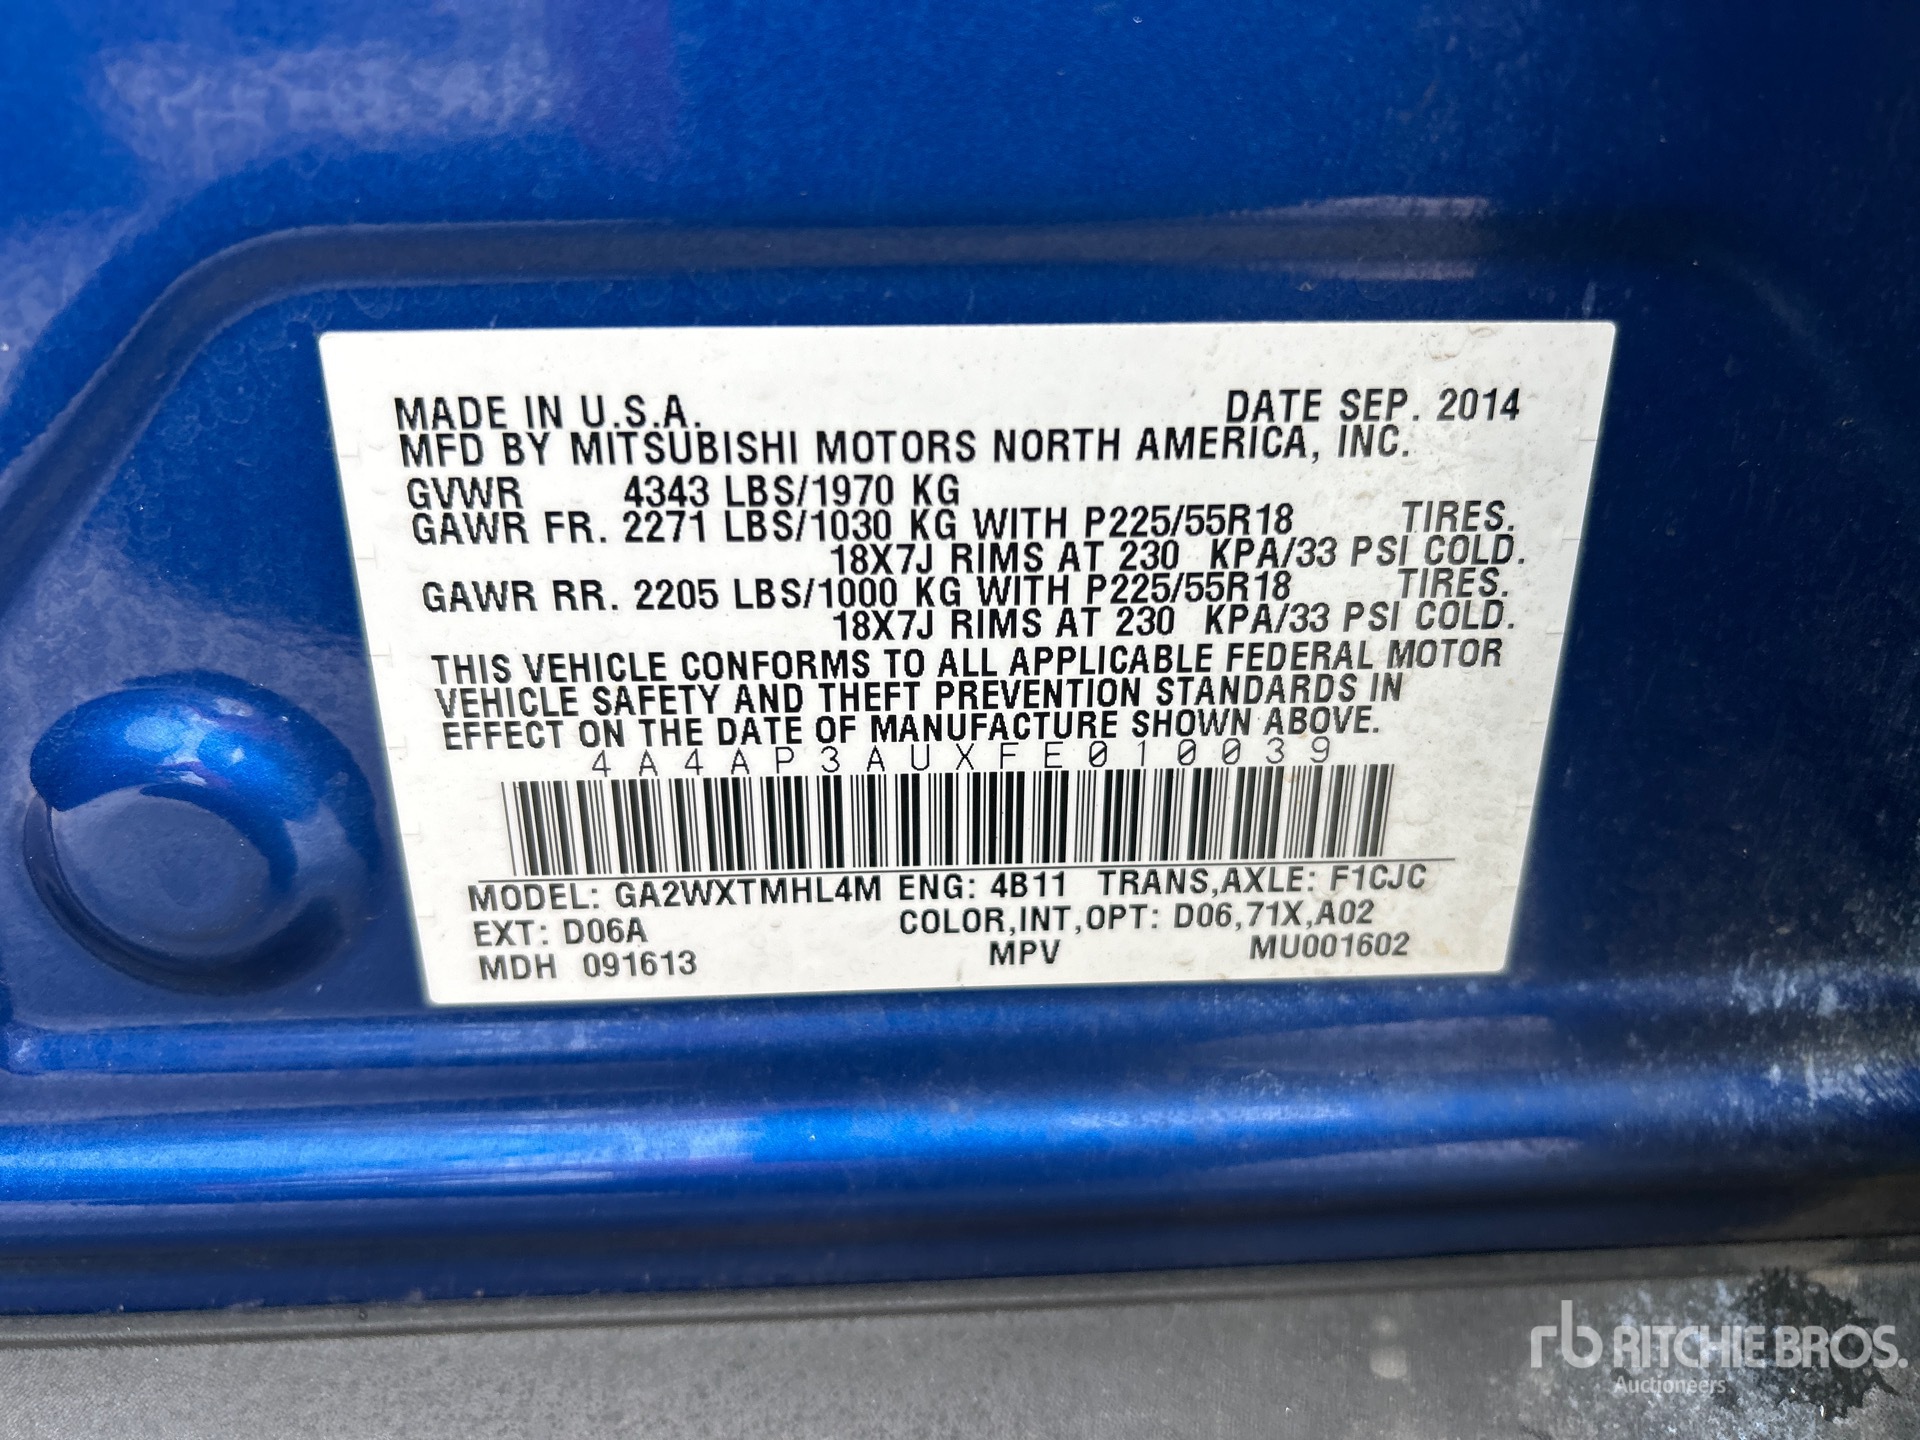 MADE IN U.S.A. DATE SEP. 2014
MFD BY MITSUBISHI MOTORS NORTH AMERICA, INC.
GVWR 4343 LBS/1970 KG
GAWR FR. 2271 LBS/1030 KG WITH P225/55R18 TIRES.
18X7J RIMS AT 230 KPA/33 PSI COLD.
GAWR RR. 2205 LBS/1000 KG WITH P225/55R18 TIRES.
18X7J RIMS AT 230 KPA/33 PSI COLD.
THIS VEHICLE CONFORMS TO ALL APPLICABLE FEDERAL MOTOR
VEHICLE SAFETY AND THEFT PREVENTION STANDARDS IN
EFFECT ON THE DATE OF MANUFACTURE SHOWN ABOVE.
4A4AP3AUXFE010039
MODEL: GA2WXTMHL4M ENG: 4B11 TRANS,AXLE: F1CJC
EXT: D06A COLOR,INT,OPT: D06,71X,A02
MDH 091613 MPV MU001602
rb RITCHIE BROS.
Auctioneers